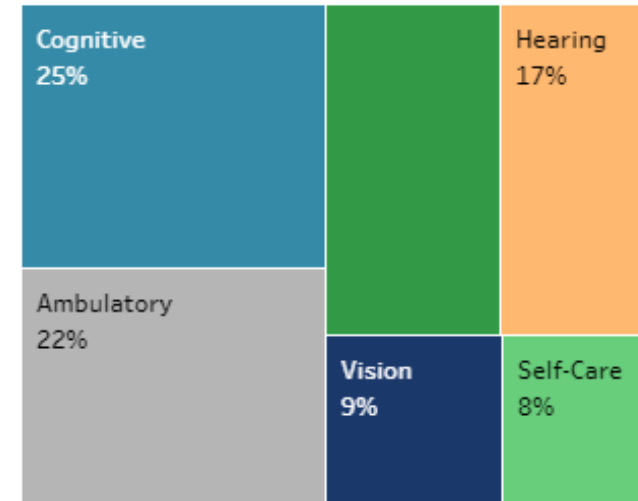 Cognitive
25%
Hearing
17%
Ambulatory
22%
Vision
9%
Self-Care
8%